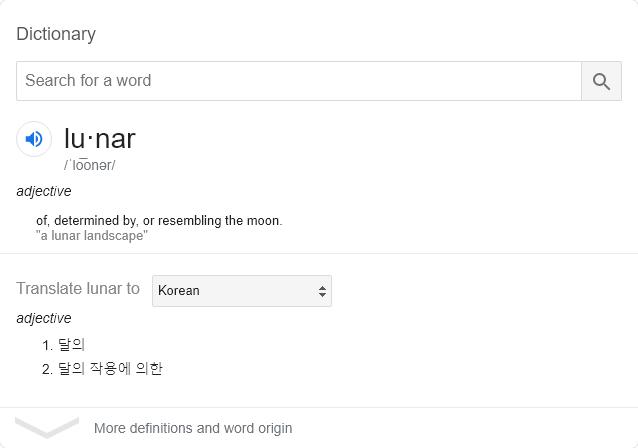 Dictionary
Search for a word
lu·nar
/ˈlo͞onər/
adjective
of, determined by, or resembling the moon.
"a lunar landscape"
Translate lunar to Korean
adjective
1. 달의
2. 달의 작용에 의한
More definitions and word origin